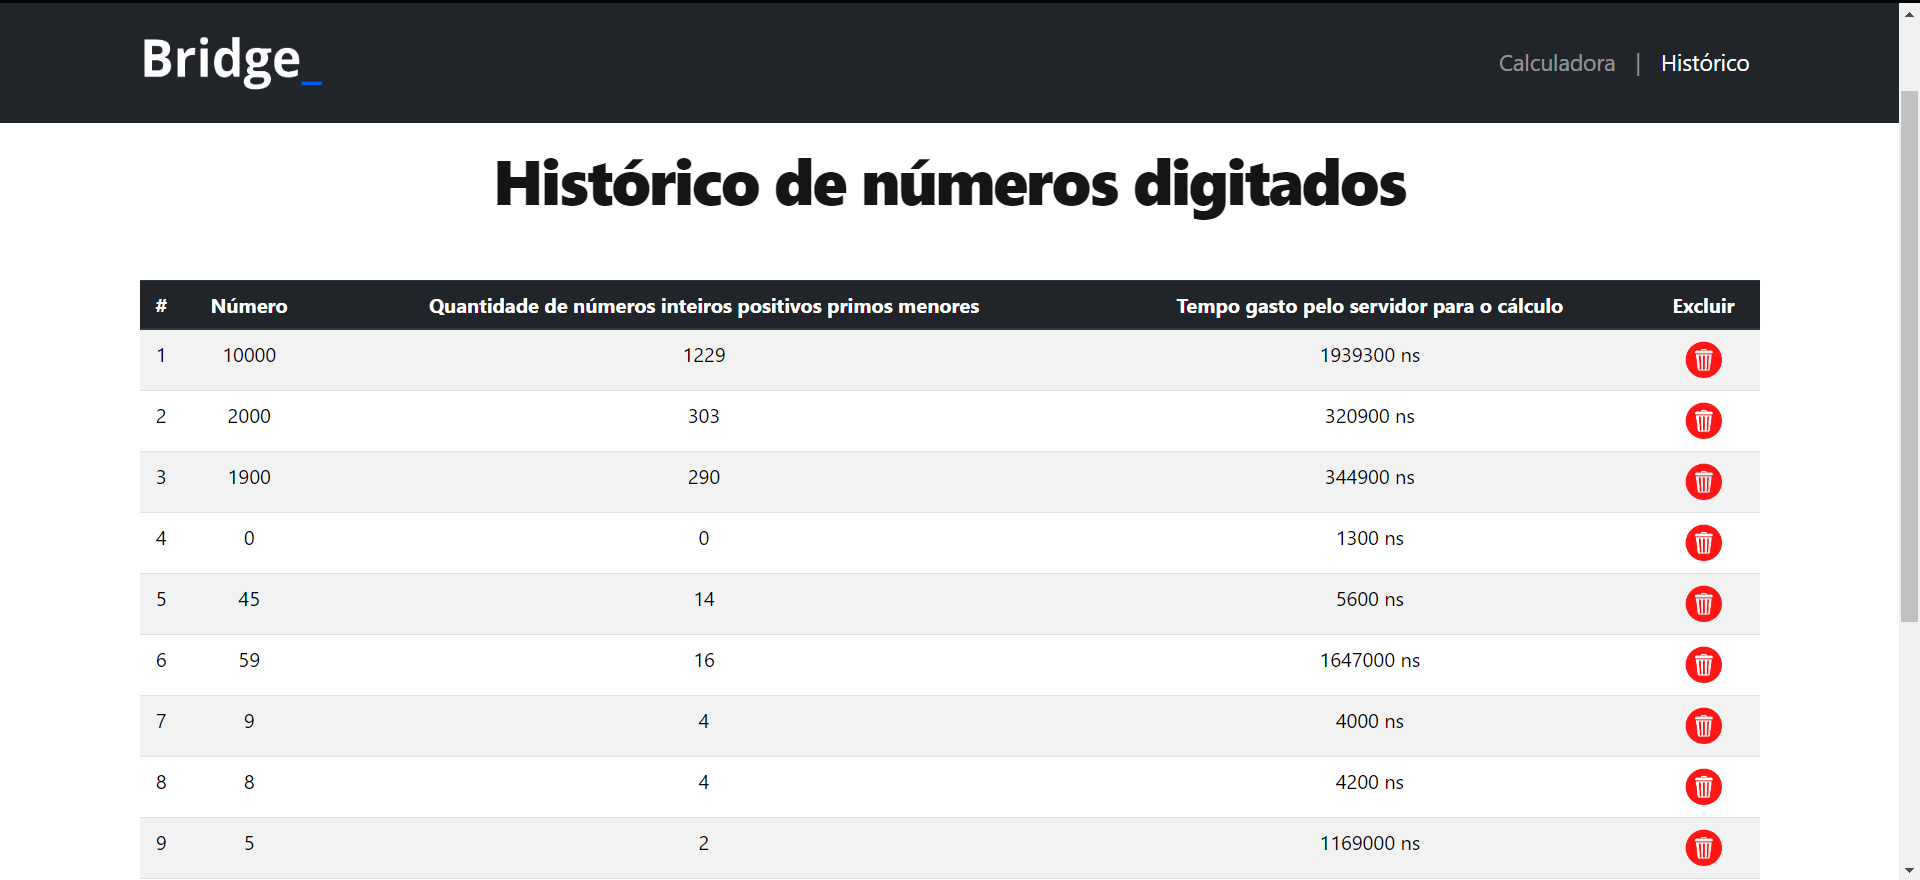 Bridge_
Calculadora | Histórico
Histórico de números digitados
# Número Quantidade de números inteiros positivos primos menores Tempo gasto pelo servidor para o cálculo Excluir
1 10000 1229 1939300 ns
2 2000 303 320900 ns
3 1900 290 344900 ns
4 0 0 1300 ns
5 45 14 5600 ns
6 59 16 1647000 ns
7 9 4 4000 ns
8 8 4 4200 ns
9 5 2 1169000 ns